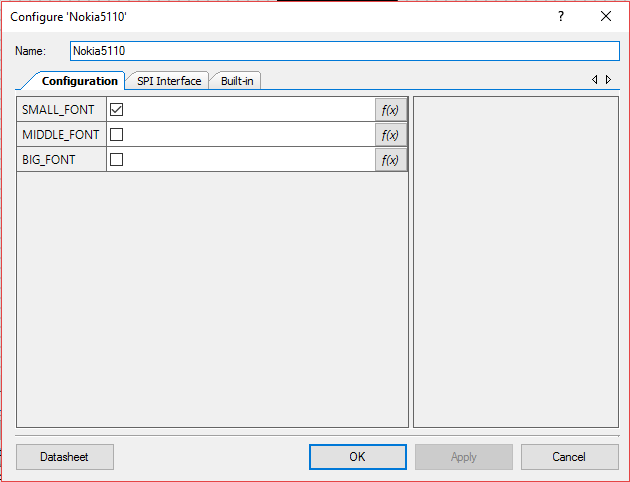 Configure 'Nokia5110'
?
Name: Nokia5110
Configuration SPI Interface Built-in
SMALL_FONT f(x)
MIDDLE_FONT f(x)
BIG_FONT f(x)
Datasheet OK Apply Cancel